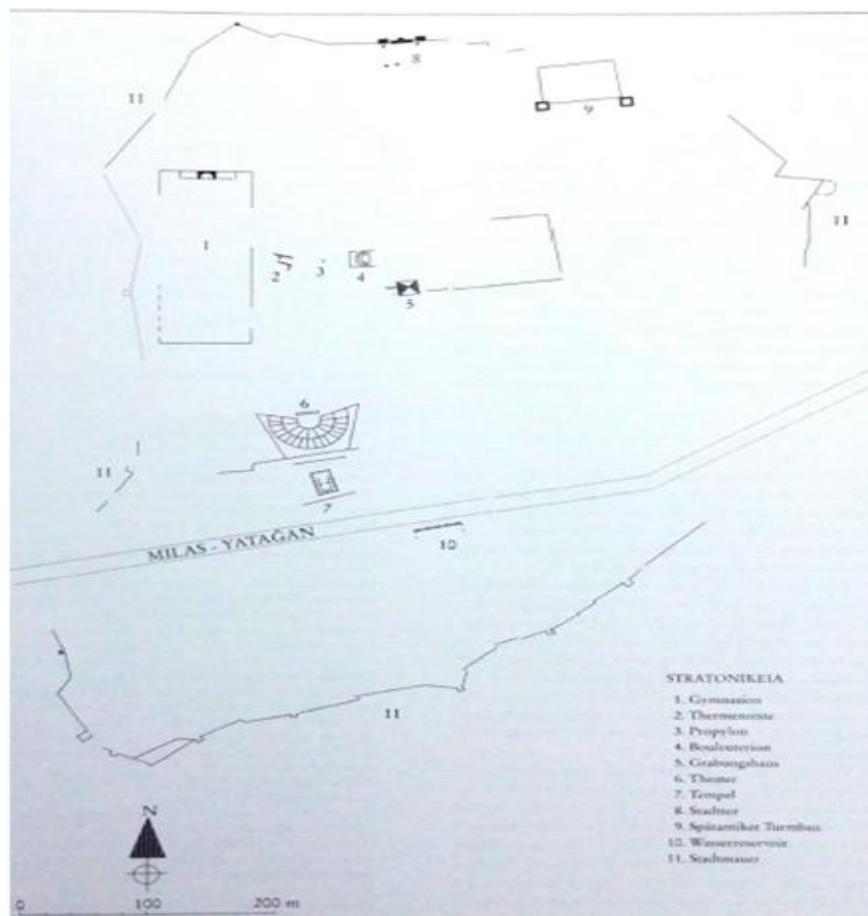 8
11
9
1
11
2
3
4
5
6
11
7
MILAS - YATAĞAN
10
11
STRATONIKEIA
1. Gymnasion
2. Thermenreste
3. Propylon
4. Bouleuterion
5. Grabungshaus
6. Theater
7. Tempel
8. Stadttor
9. Spätantiker Turmbau
10. Wasserreservoir
11. Stadtmauer
N
0 100 200 m